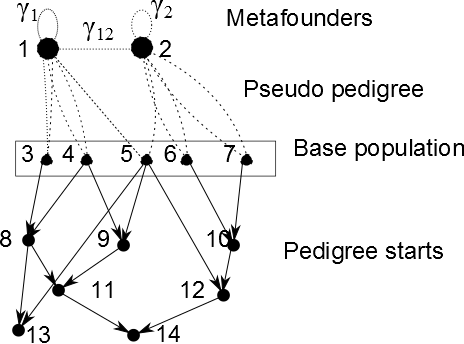 γ1 γ2 Metafounders
1 γ12 2
Pseudo pedigree
3 4 5 6 7 Base population
8 9 10 Pedigree starts
11 12
13 14